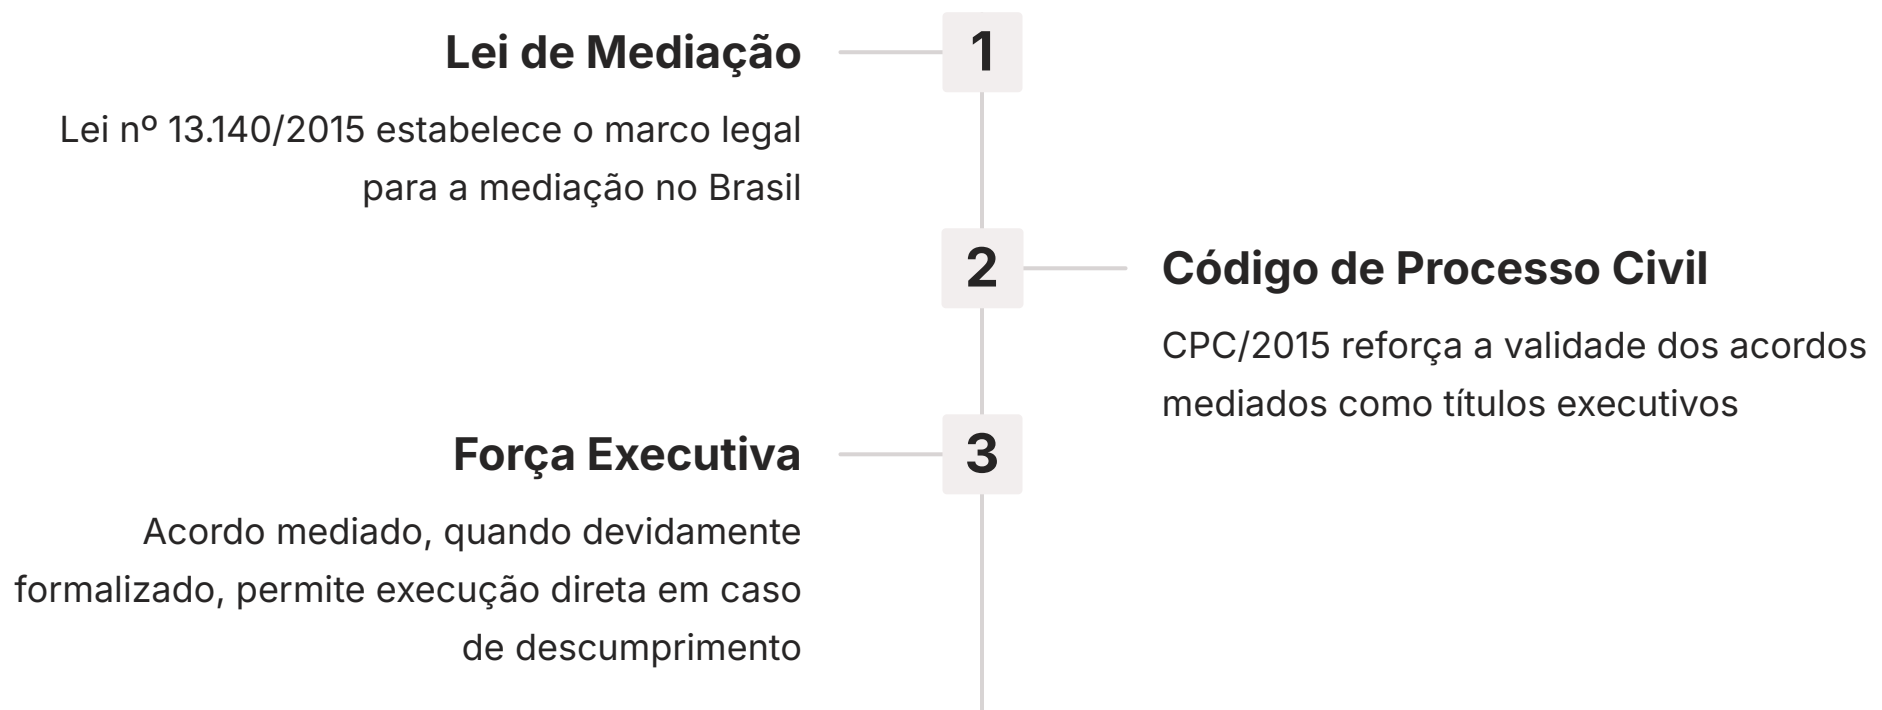 Lei de Mediação
1
Lei nº 13.140/2015 estabelece o marco legal
para a mediação no Brasil
2
Código de Processo Civil
CPC/2015 reforça a validade dos acordos
mediados como títulos executivos
Força Executiva
3
Acordo mediado, quando devidamente
formalizado, permite execução direta em caso
de descumprimento